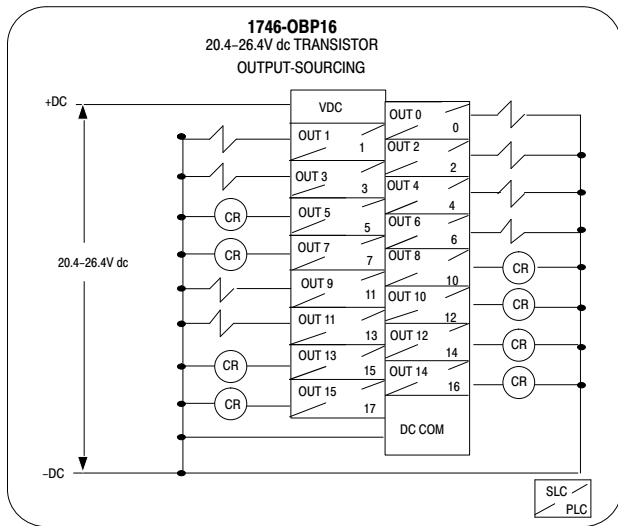 1746-OBP16
20.4–26.4V dc TRANSISTOR
OUTPUT-SOURCING
+DC
VDC
OUT 0
0
OUT 1
1
OUT 2
2
OUT 3
3
OUT 4
4
CR
OUT 5
5
OUT 6
6
CR
OUT 7
7
OUT 8
10
CR
20.4–26.4V dc
OUT 9
11
OUT 10
12
CR
OUT 11
13
OUT 12
14
CR
CR
OUT 13
15
OUT 14
16
CR
CR
OUT 15
17
DC COM
–DC
SLC
PLC